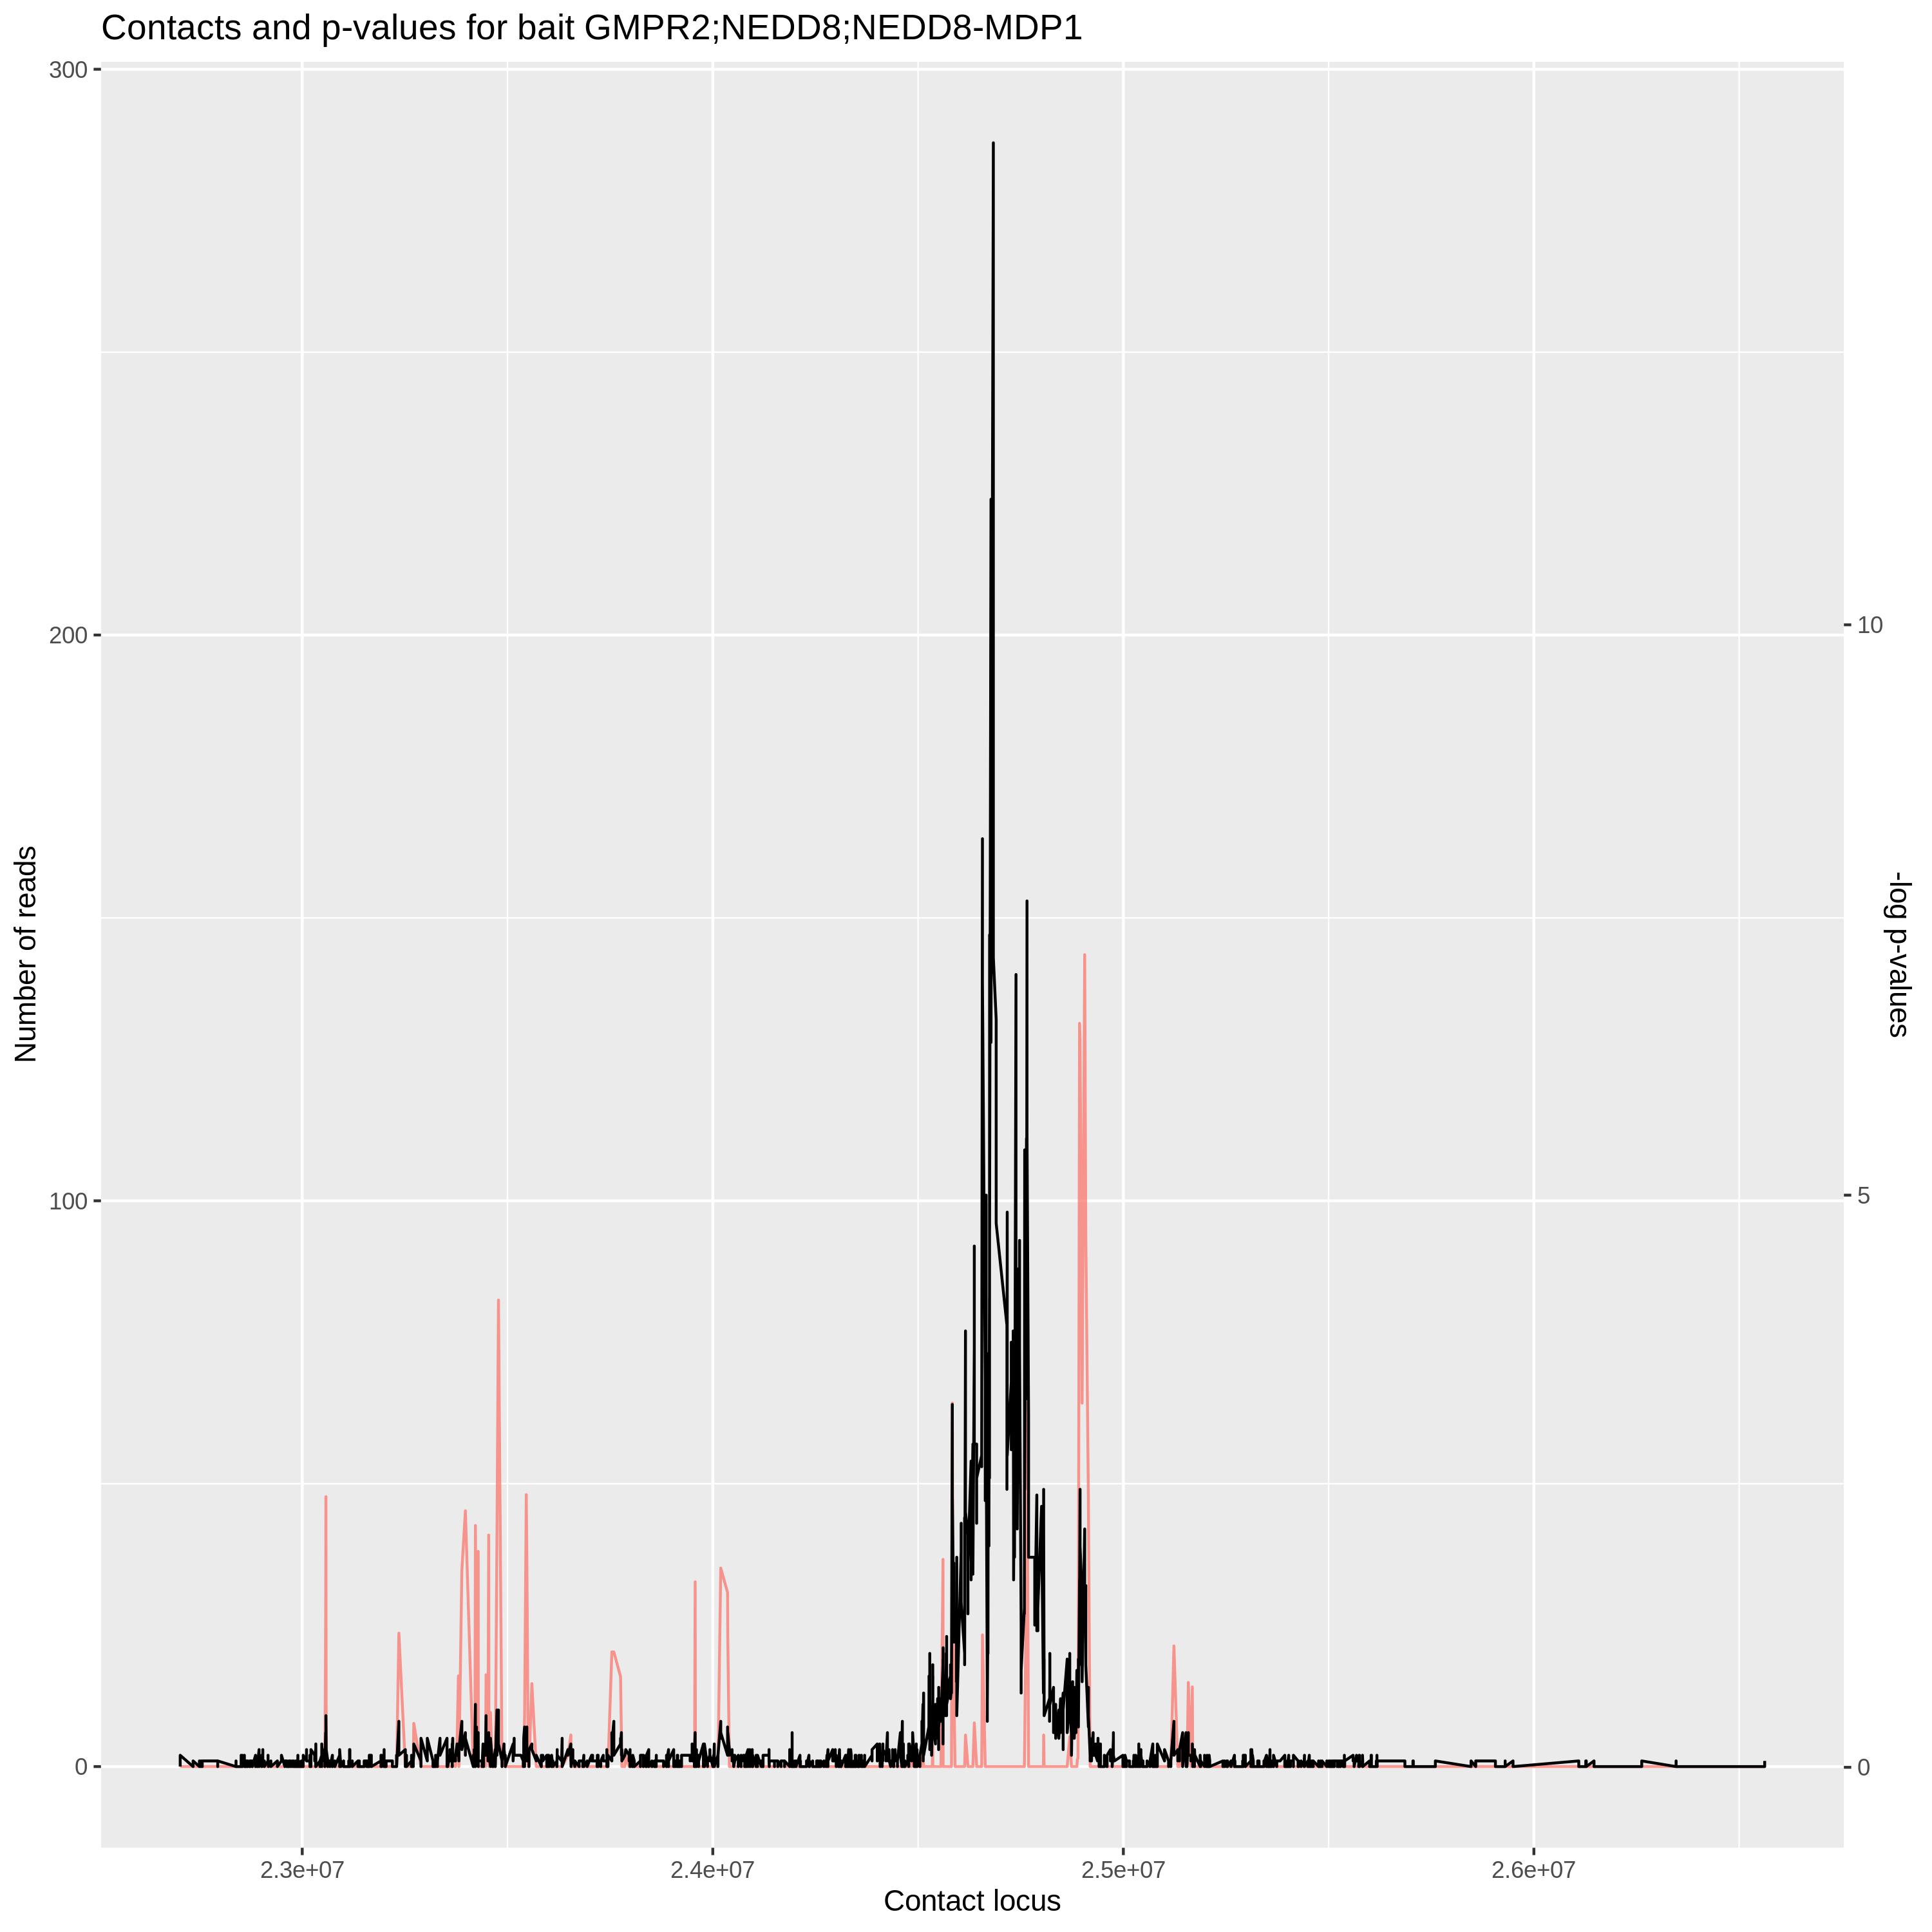 Contacts and p-values for bait GMPR2;NEDD8;NEDD8-MDP1
300
200
100
0
Number of reads
10
5
0
-log p-values
2.3e+07
2.4e+07
2.5e+07
2.6e+07
Contact locus